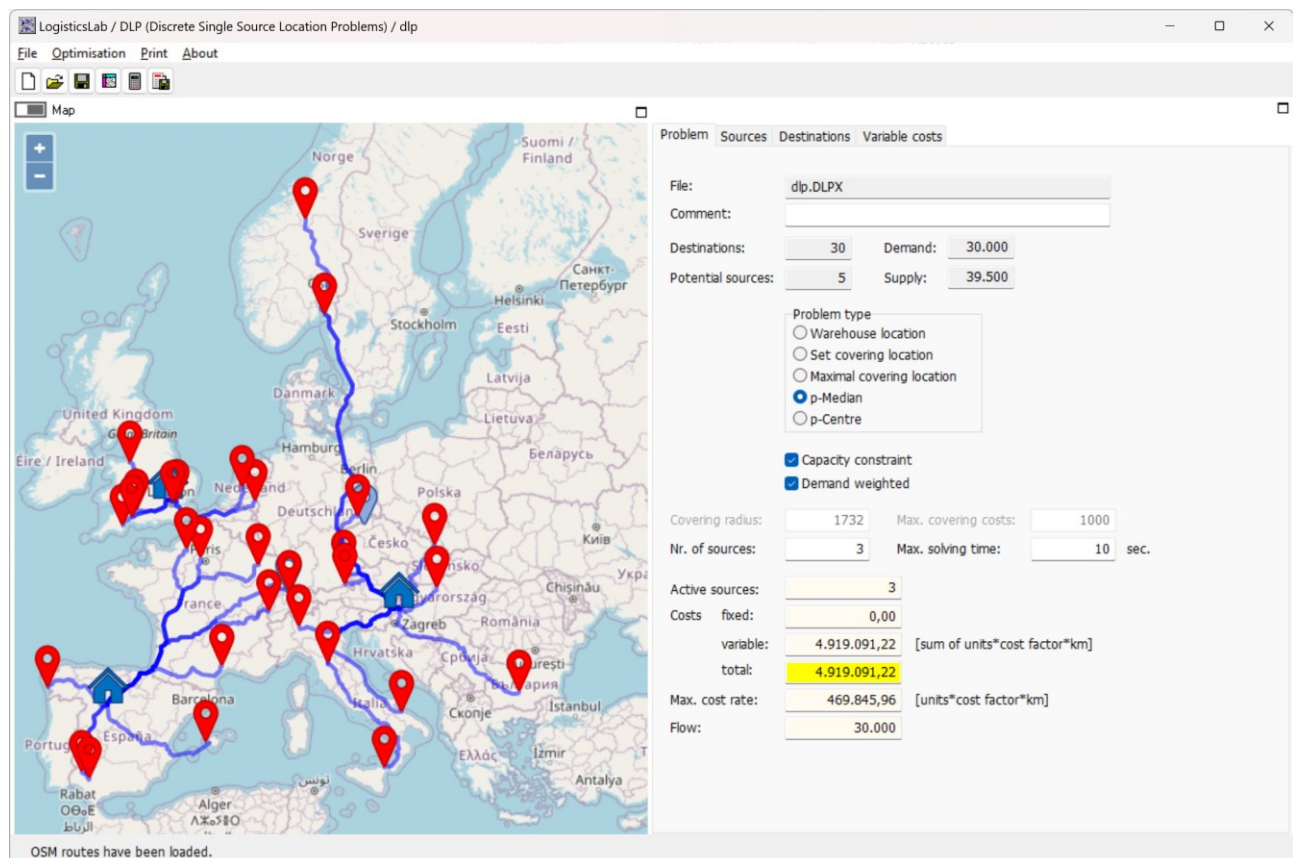 LogisticsLab / DLP (Discrete Single Source Location Problems) / dlp
File Optimisation Print About
Map
+
−
Norge
Suomi /
Finland
Sverige
Санкт-
Петербург
Helsinki
Stockholm
Eesti
Latvija
Danmark
Lietuva
United Kingdom
Éire / Ireland
Hamburg
Беларусь
Berlin
Polska
Deutschland
Česko
Київ
Paris
Slovensko
Chișinău
France
Magyarország
Zagreb
România
Hrvatska
Србија
București
България
Barcelona
Italia
Скопје
Istanbul
España
Portugal
Ελλάς
İzmir
Antalya
Rabat
ⵔⴱⴰⵟ
الرباط
Alger
تونس
Problem Sources Destinations Variable costs
File: dlp.DLPX
Comment:
Destinations: 30 Demand: 30.000
Potential sources: 5 Supply: 39.500
Problem type
Warehouse location
Set covering location
Maximal covering location
p-Median
p-Centre
Capacity constraint
Demand weighted
Covering radius: 1732 Max. covering costs: 1000
Nr. of sources: 3 Max. solving time: 10 sec.
Active sources: 3
Costs fixed: 0,00
variable: 4.919.091,22 [sum of units*cost factor*km]
total: 4.919.091,22
Max. cost rate: 469.845,96 [units*cost factor*km]
Flow: 30.000
OSM routes have been loaded.